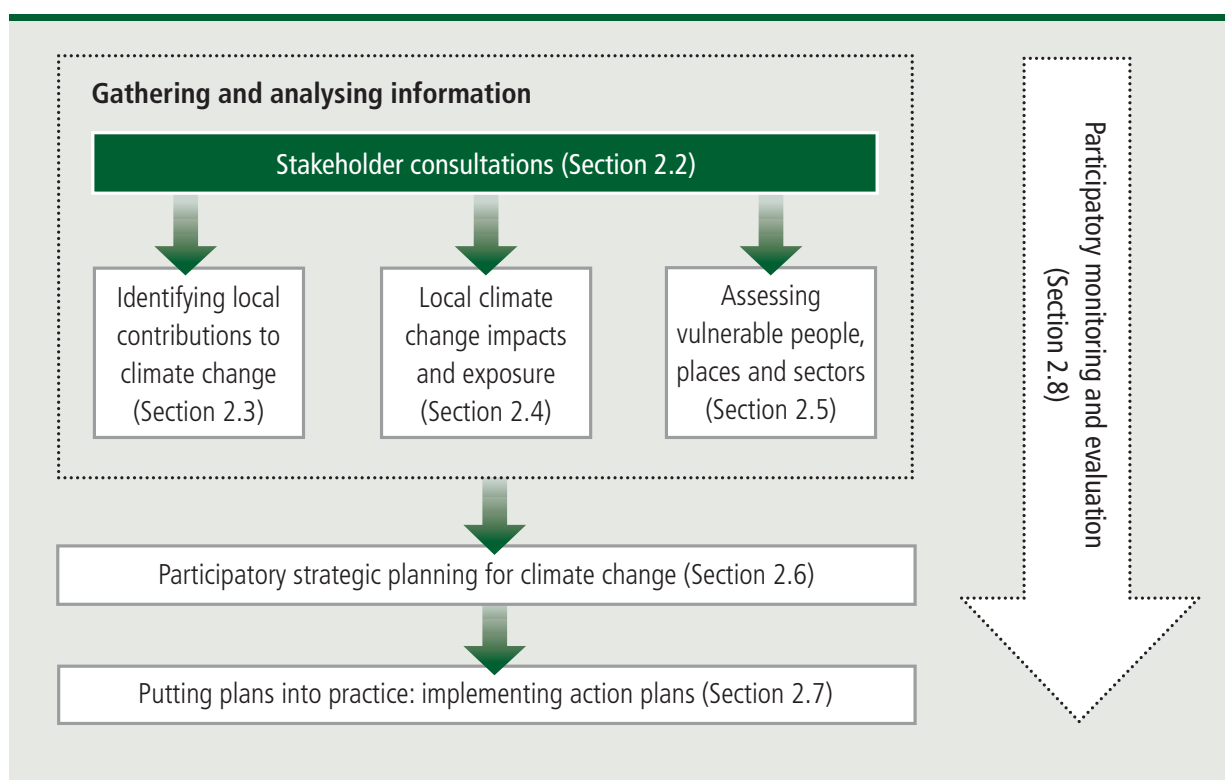 Gathering and analysing information
Stakeholder consultations (Section 2.2)
Identifying local
contributions to
climate change
(Section 2.3)
Local climate
change impacts
and exposure
(Section 2.4)
Assessing
vulnerable people,
places and sectors
(Section 2.5)
Participatory strategic planning for climate change (Section 2.6)
Putting plans into practice: implementing action plans (Section 2.7)
Participatory monitoring and evaluation
(Section 2.8)